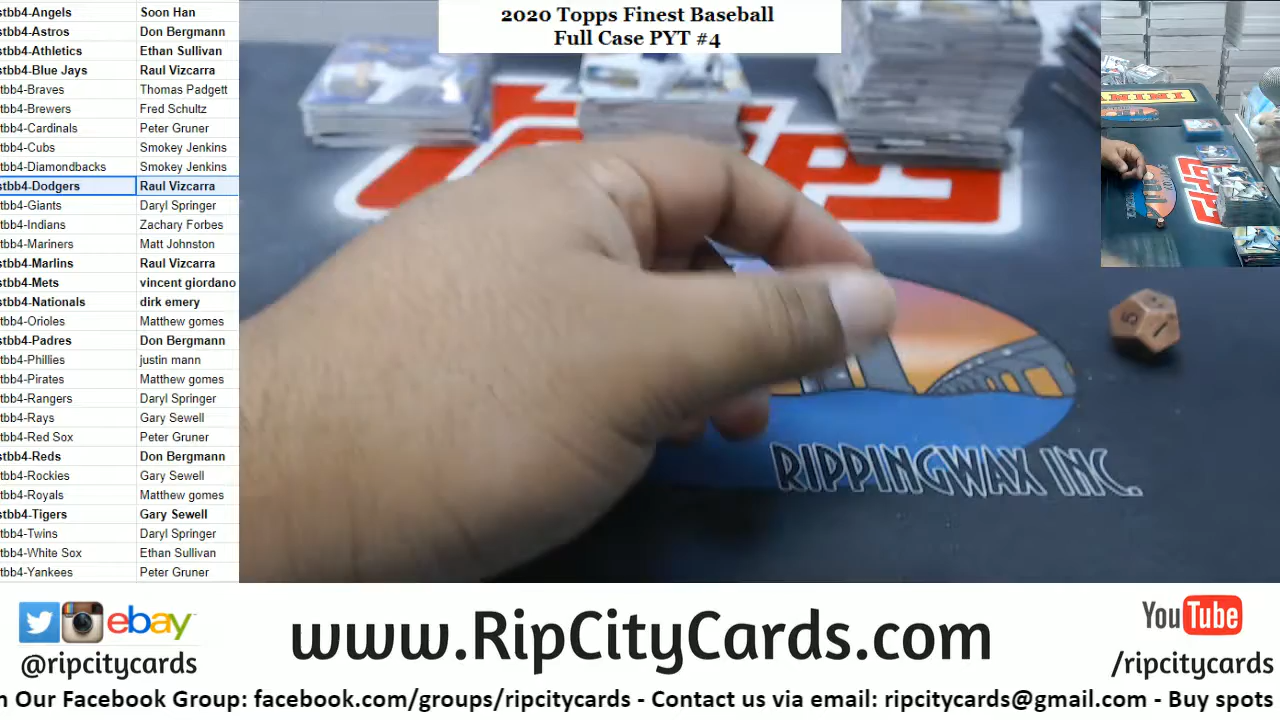 2020 Topps Finest Baseball
Full Case PYT #4
stbb4-Angels Soon Han
stbb4-Astros Don Bergmann
stbb4-Athletics Ethan Sullivan
stbb4-Blue Jays Raul Vizcarra
tbb4-Braves Thomas Padgett
tbb4-Brewers Fred Schultz
tbb4-Cardinals Peter Gruner
tbb4-Cubs Smokey Jenkins
tbb4-Diamondbacks Smokey Jenkins
stbb4-Dodgers Raul Vizcarra
tbb4-Giants Daryl Springer
tbb4-Indians Zachary Forbes
tbb4-Mariners Matt Johnston
stbb4-Marlins Raul Vizcarra
stbb4-Mets vincent giordano
stbb4-Nationals dirk emery
tbb4-Orioles Matthew gomes
stbb4-Padres Don Bergmann
tbb4-Phillies justin mann
tbb4-Pirates Matthew gomes
tbb4-Rangers Daryl Springer
tbb4-Rays Gary Sewell
tbb4-Red Sox Peter Gruner
stbb4-Reds Don Bergmann
tbb4-Rockies Gary Sewell
tbb4-Royals Matthew gomes
stbb4-Tigers Gary Sewell
tbb4-Twins Daryl Springer
tbb4-White Sox Ethan Sullivan
tbb4-Yankees Peter Gruner
PANINI
5
RIPPINGWAX INC.
ebay
@ripcitycards
www.RipCityCards.com
YouTube
/ripcitycards
n Our Facebook Group: facebook.com/groups/ripcitycards - Contact us via email: ripcitycards@gmail.com - Buy spots